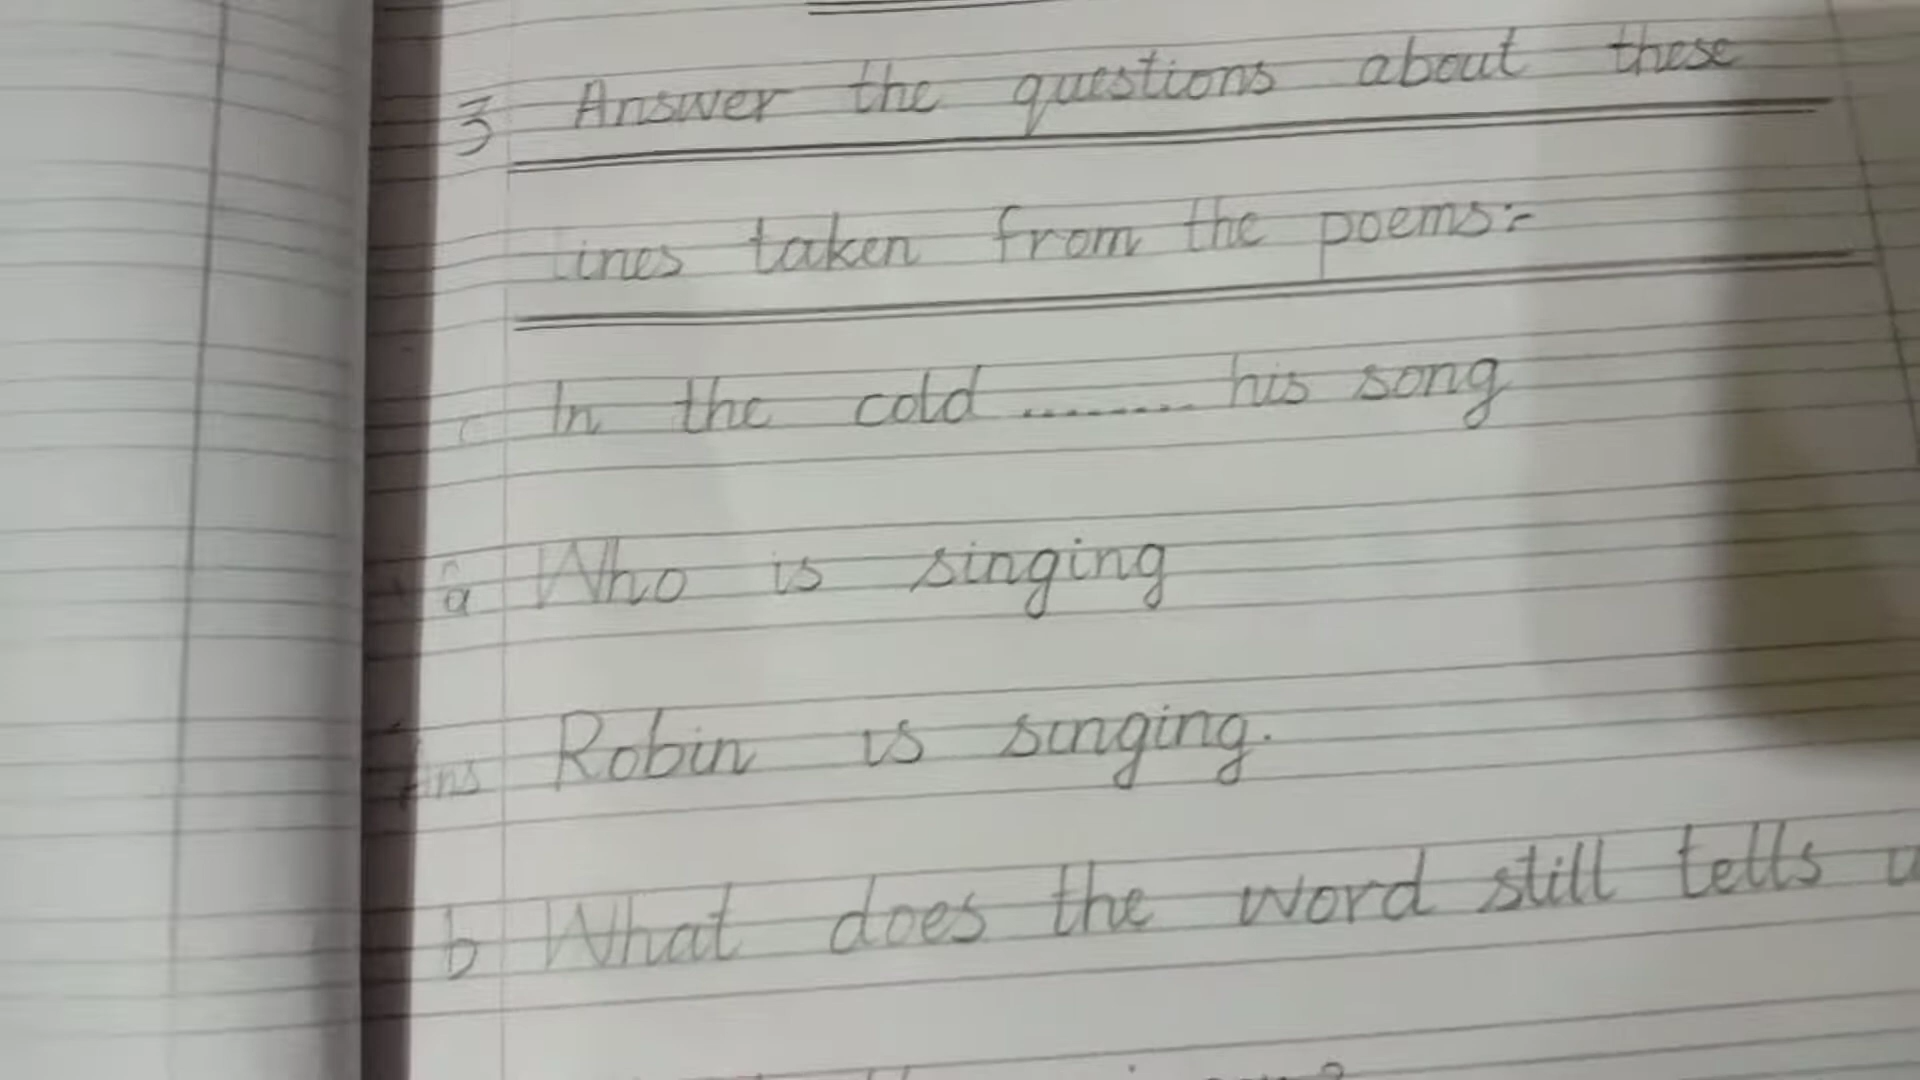 3 Answer the questions about these
lines taken from the poems:-
In the cold ........ his song
a Who is singing
Ans Robin is singing.
b What does the word still tells